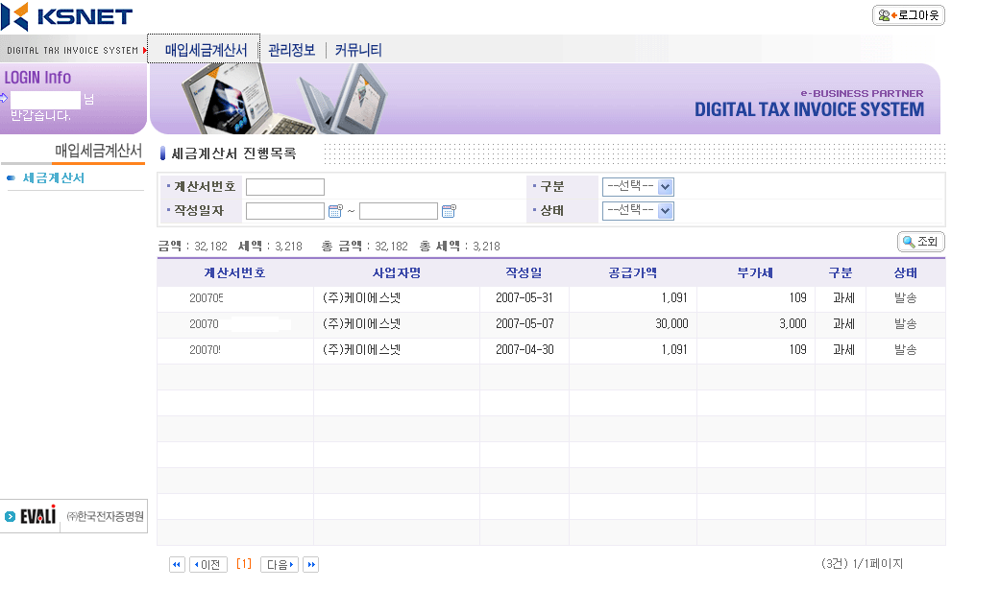 KSNET
로그아웃
DIGITAL TAX INVOICE SYSTEM 매입세금계산서 관리정보 커뮤니티
LOGIN Info
님
반갑습니다.
e-BUSINESS PARTNER
DIGITAL TAX INVOICE SYSTEM
매입세금계산서
세금계산서
세금계산서 진행목록
계산서번호 구분 --선택--
작성일자 ~ 상태 --선택--
금액 : 32,182 세액 : 3,218 총 금액 : 32,182 총 세액 : 3,218 조회
계산서번호 사업자명 작성일 공급가액 부가세 구분 상태
200705 (주)케이에스넷 2007-05-31 1,091 109 과세 발송
20070 (주)케이에스넷 2007-05-07 30,000 3,000 과세 발송
20070 (주)케이에스넷 2007-04-30 1,091 109 과세 발송
EVALI ㈜한국전자증명원
이전 [1] 다음 (3건) 1/1페이지